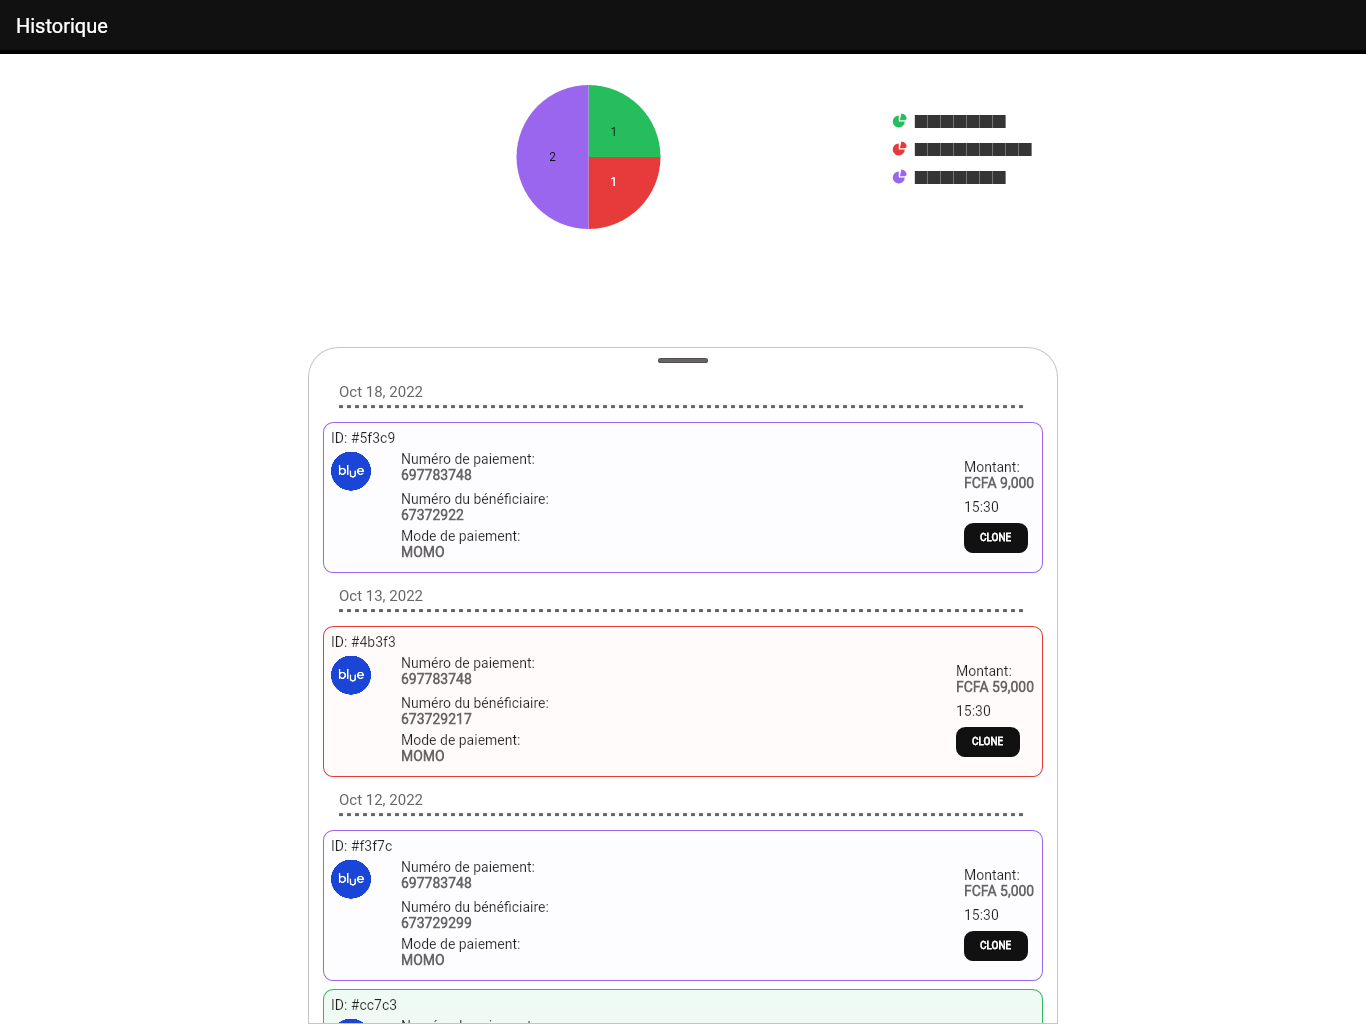 Historique
1
2
1
Oct 18, 2022
ID: #5f3c9
blue
Numéro de paiement:
697783748
Numéro du bénéficiaire:
67372922
Mode de paiement:
MOMO
Montant:
FCFA 9,000
15:30
CLONE
Oct 13, 2022
ID: #4b3f3
blue
Numéro de paiement:
697783748
Numéro du bénéficiaire:
673729217
Mode de paiement:
MOMO
Montant:
FCFA 59,000
15:30
CLONE
Oct 12, 2022
ID: #f3f7c
blue
Numéro de paiement:
697783748
Numéro du bénéficiaire:
673729299
Mode de paiement:
MOMO
Montant:
FCFA 5,000
15:30
CLONE
ID: #cc7c3